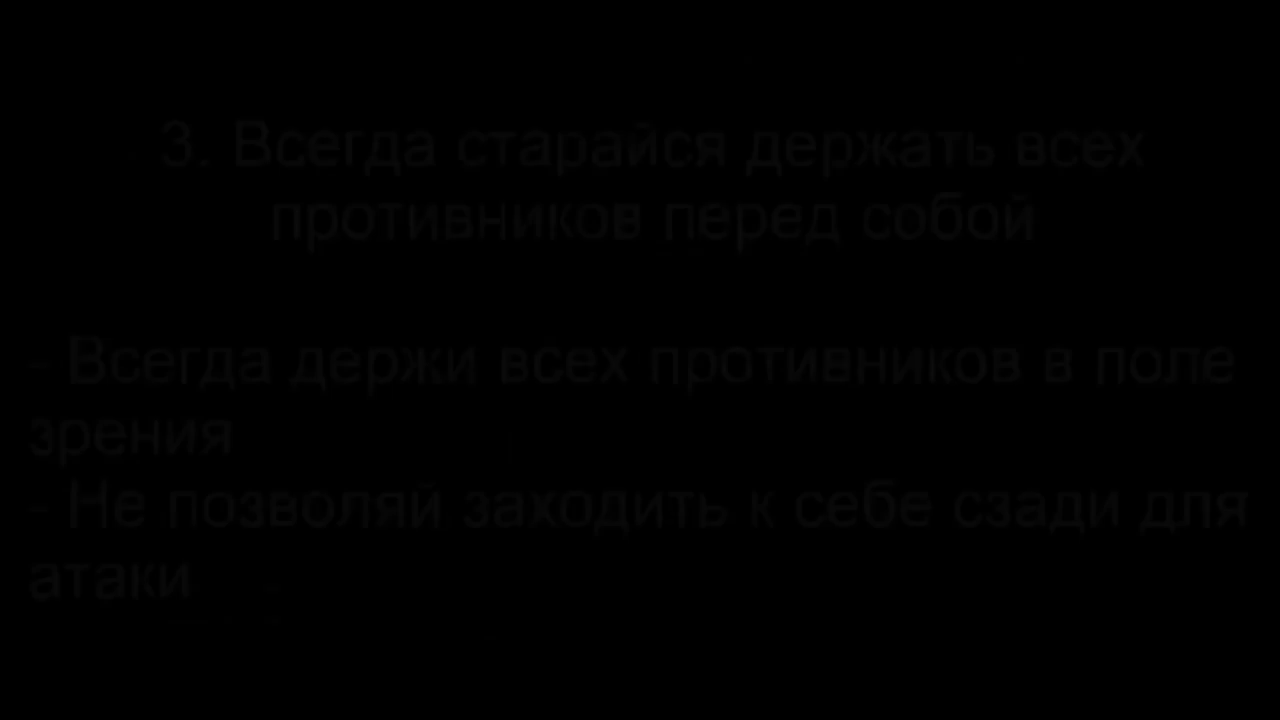 3. Всегда старайся держать всех
противников перед собой
- Всегда держи всех противников в поле
зрения
- Не позволяй заходить к себе сзади для
атаки